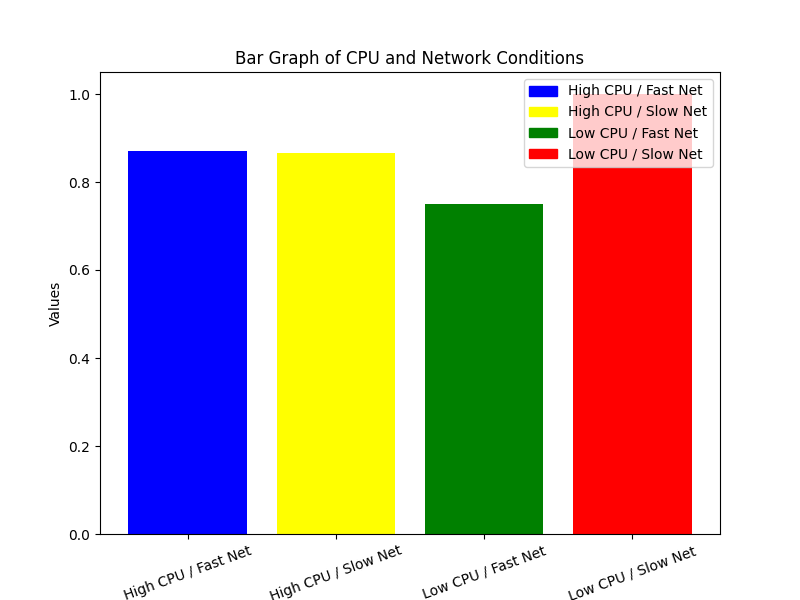 Bar Graph of CPU and Network Conditions
High CPU / Fast Net
High CPU / Slow Net
Low CPU / Fast Net
Low CPU / Slow Net
1.0
0.8
0.6
0.4
0.2
0.0
Values
High CPU / Fast Net
High CPU / Slow Net
Low CPU / Fast Net
Low CPU / Slow Net